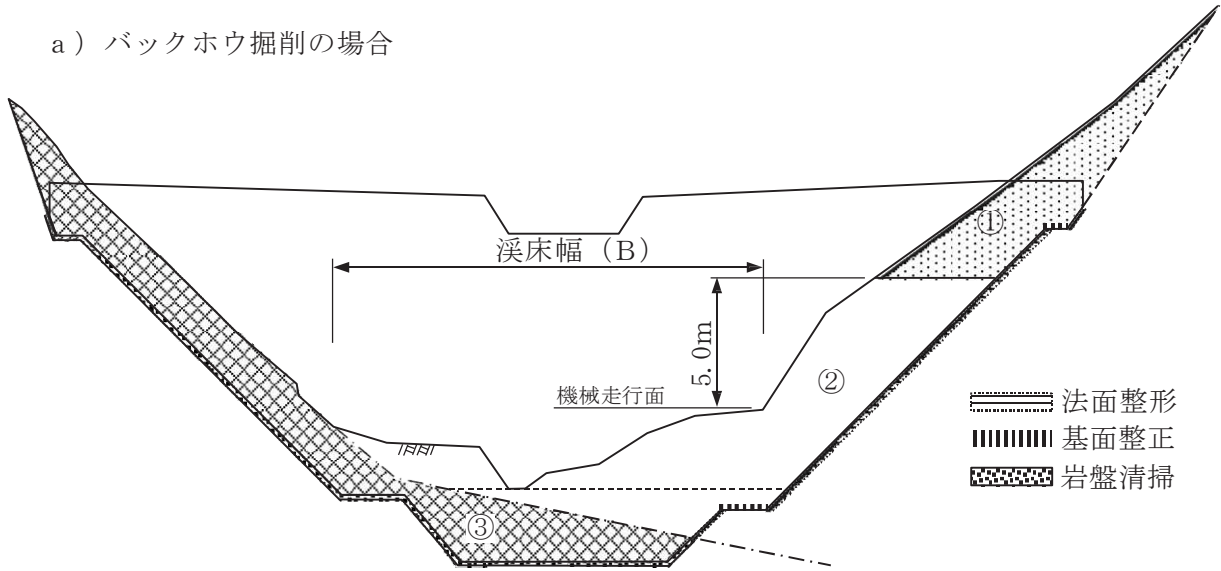 a）バックホウ掘削の場合
①
渓床幅（B）
5.0m
②
機械走行面
法面整形
基面整正
岩盤清掃
③